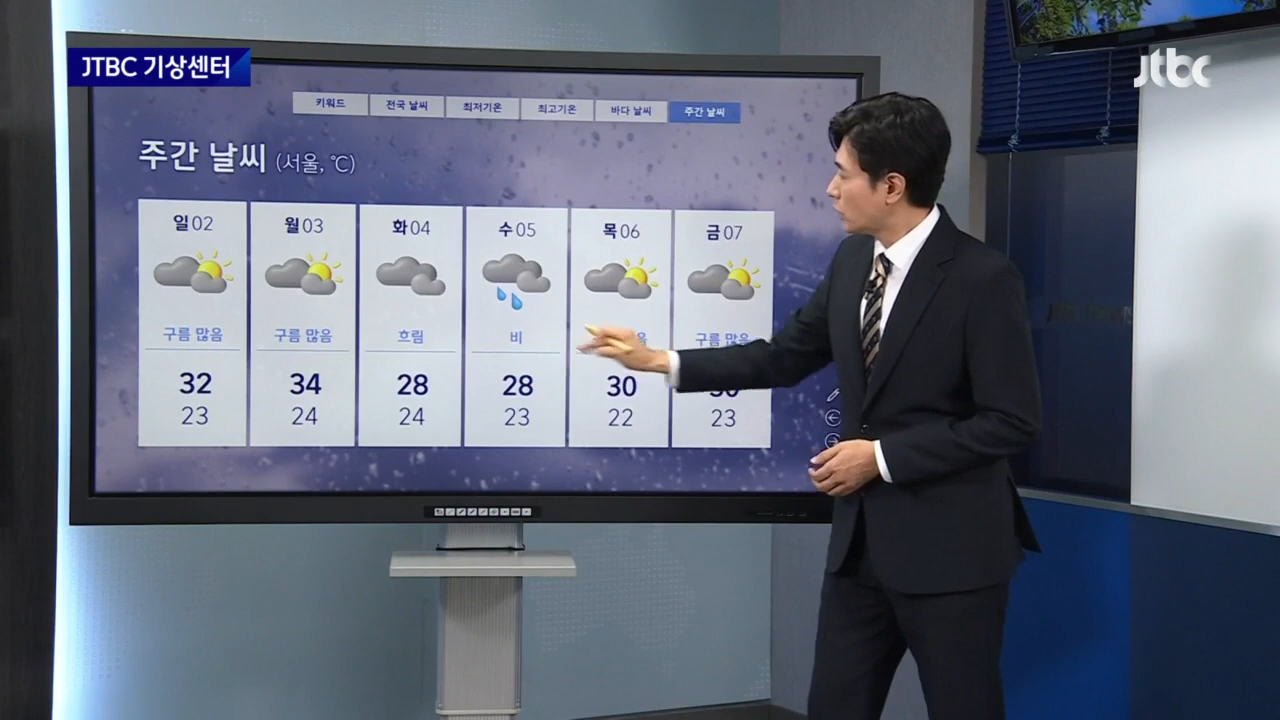 JTBC 기상센터
jtbc
키워드
전국 날씨
최저기온
최고기온
바다 날씨
주간 날씨
주간 날씨 (서울, ℃)
일 02
월 03
화 04
수 05
목 06
금 07
구름 많음
구름 많음
흐림
비
구름 많음
32
34
28
28
30
23
24
24
23
22
23